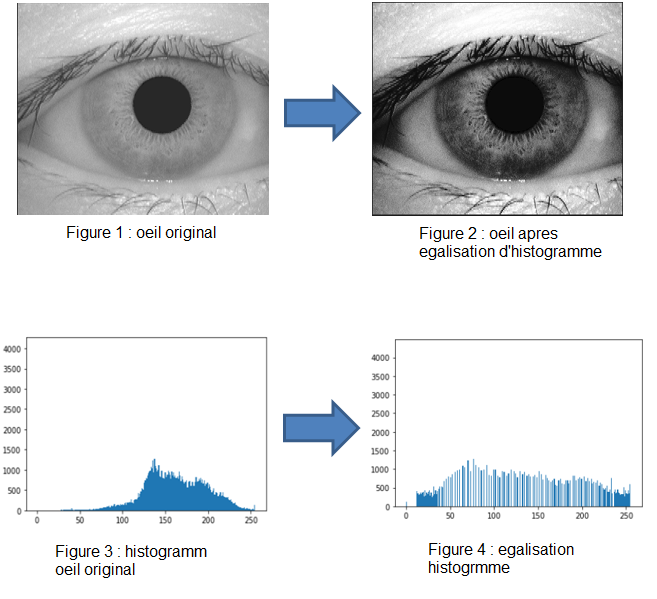 Figure 1 : oeil original
Figure 2 : oeil apres
egalisation d'histogramme
4000
3500
3000
2500
2000
1500
1000
500
0
0 50 100 150 200 250
Figure 3 : histogramm
oeil original
4000
3500
3000
2500
2000
1500
1000
500
0
0 50 100 150 200 250
Figure 4 : egalisation
histogrmme